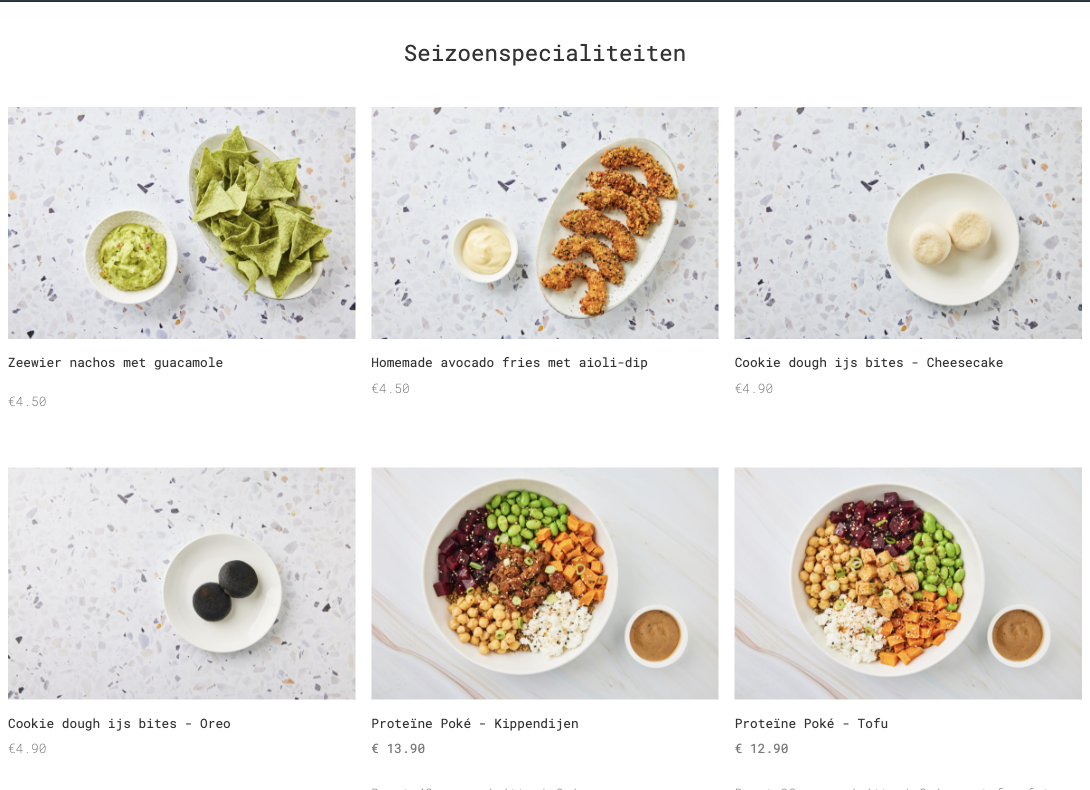 Seizoenspecialiteiten
Zeewier nachos met guacamole
€4.50
Homemade avocado fries met aioli-dip
€4.50
Cookie dough ijs bites - Cheesecake
€4.90
Cookie dough ijs bites - Oreo
€4.90
Proteïne Poké - Kippendijen
€ 13.90
Proteïne Poké - Tofu
€ 12.90